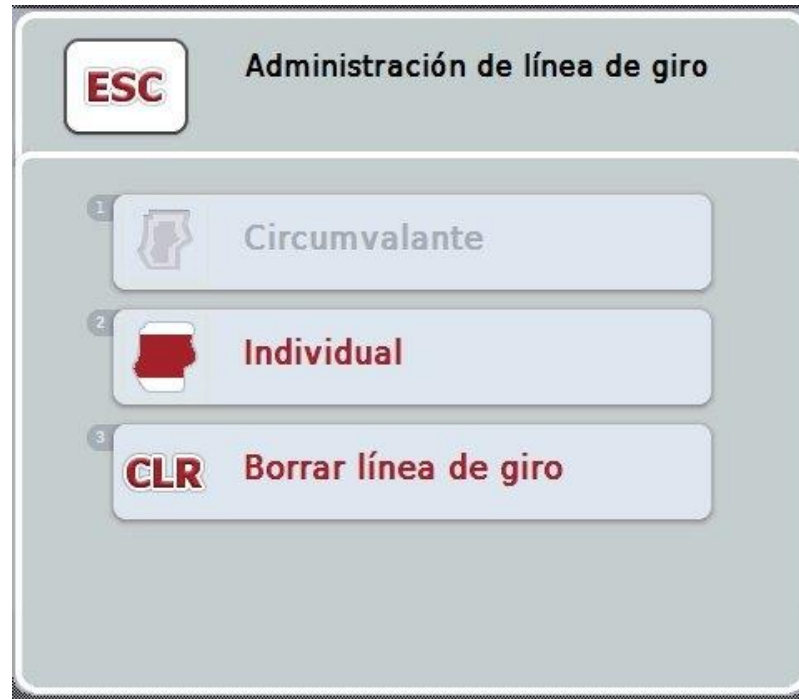 ESC
Administración de línea de giro
1
Circumvalante
2
Individual
3
CLR
Borrar línea de giro